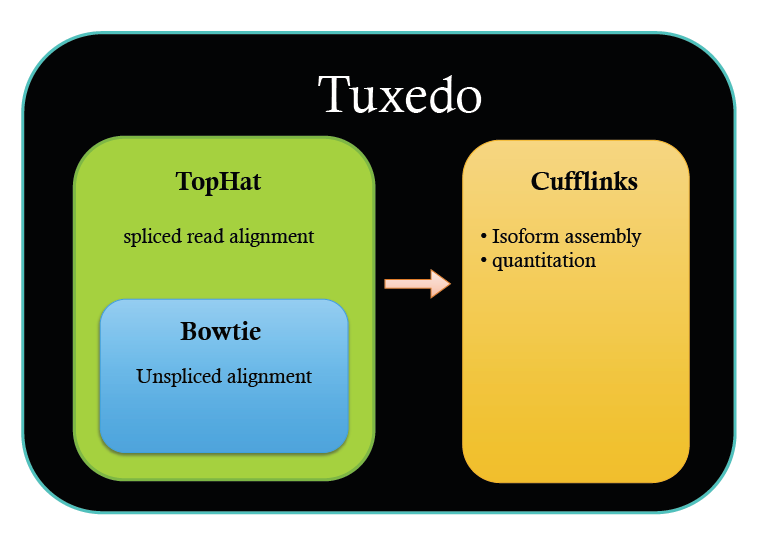 Tuxedo
TopHat
spliced read alignment
Bowtie
Unspliced alignment
Cufflinks
• Isoform assembly
• quantitation